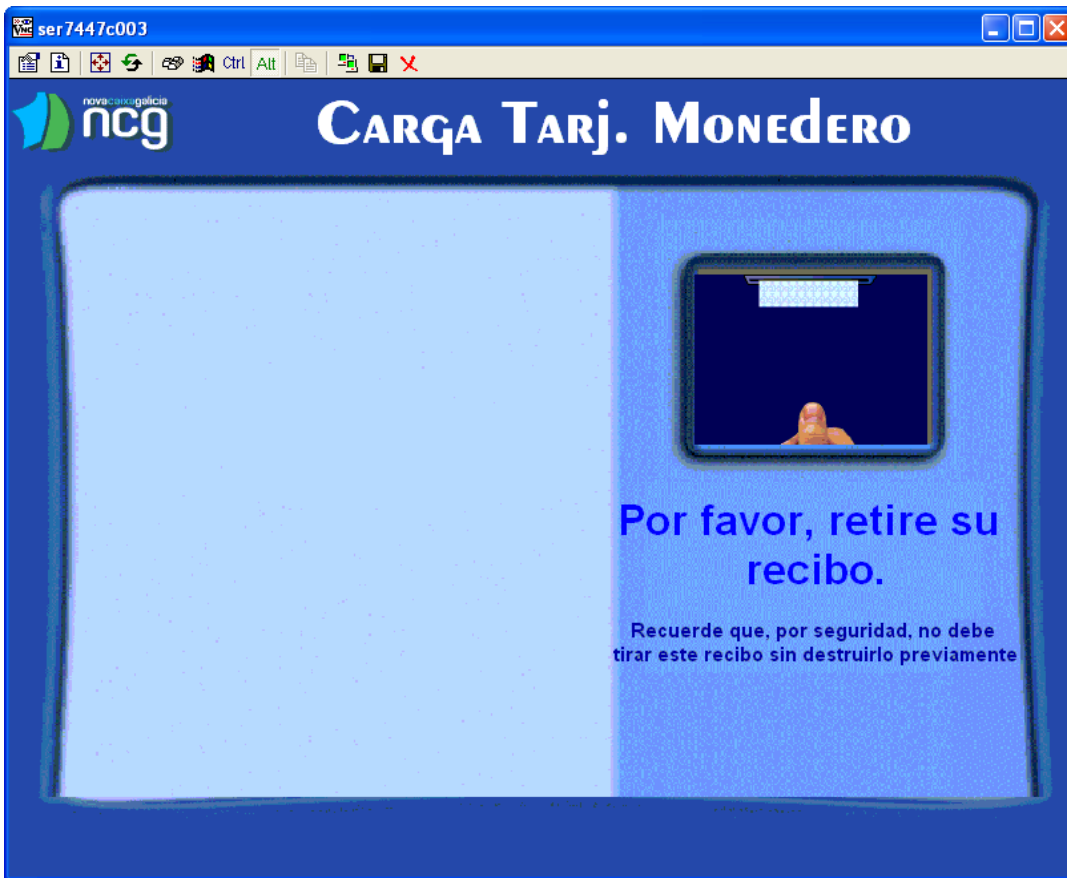 ser7447c003
Ctrl Alt
novacaixagalicia
ncg
Carga Tarj. Monedero
Por favor, retire su
recibo.
Recuerde que, por seguridad, no debe
tirar este recibo sin destruirlo previamente